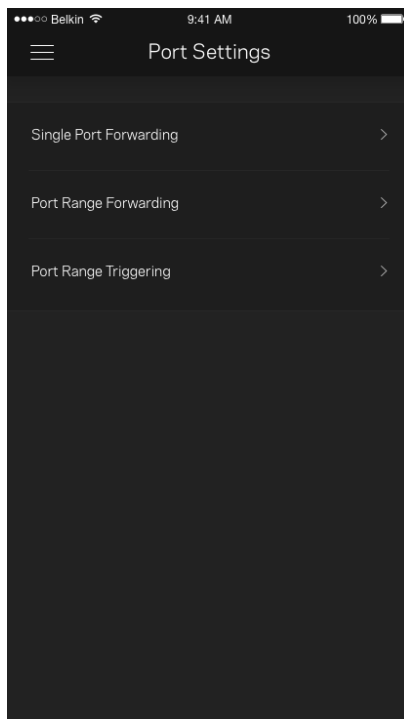 Belkin 9:41 AM 100%
Port Settings
Single Port Forwarding
Port Range Forwarding
Port Range Triggering